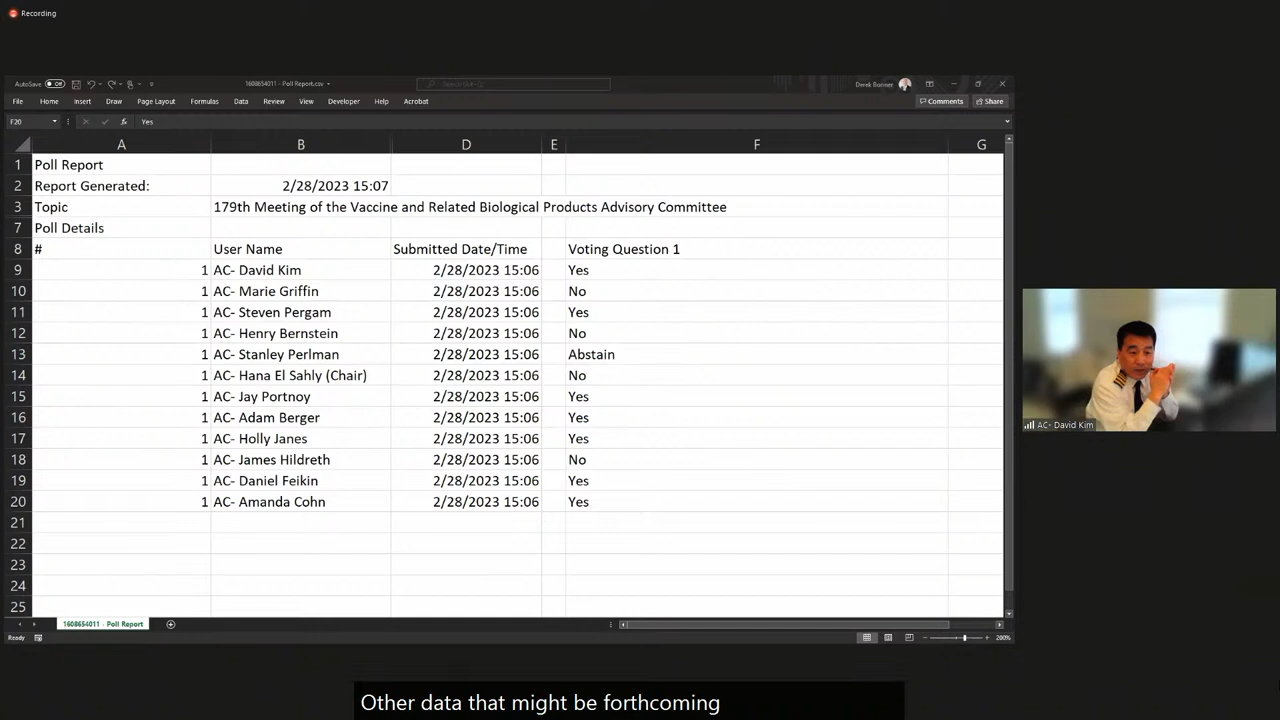 Recording
AutoSave Off
1608654011 - Poll Report.csv
Derek Bonner
File Home Insert Draw Page Layout Formulas Data Review View Developer Help Acrobat
Comments Share
F20 fx Yes
A B D E F G
1 Poll Report
2 Report Generated: 2/28/2023 15:07
3 Topic 179th Meeting of the Vaccine and Related Biological Products Advisory Committee
7 Poll Details
8 # User Name Submitted Date/Time Voting Question 1
9 1 AC- David Kim 2/28/2023 15:06 Yes
10 1 AC- Marie Griffin 2/28/2023 15:06 No
11 1 AC- Steven Pergam 2/28/2023 15:06 Yes
12 1 AC- Henry Bernstein 2/28/2023 15:06 No
13 1 AC- Stanley Perlman 2/28/2023 15:06 Abstain
14 1 AC- Hana El Sahly (Chair) 2/28/2023 15:06 No
15 1 AC- Jay Portnoy 2/28/2023 15:06 Yes
16 1 AC- Adam Berger 2/28/2023 15:06 Yes
17 1 AC- Holly Janes 2/28/2023 15:06 Yes
18 1 AC- James Hildreth 2/28/2023 15:06 No
19 1 AC- Daniel Feikin 2/28/2023 15:06 Yes
20 1 AC- Amanda Cohn 2/28/2023 15:06 Yes
21
22
23
24
25
AC- David Kim
1608654011 - Poll Report
Ready
200%
Other data that might be forthcoming